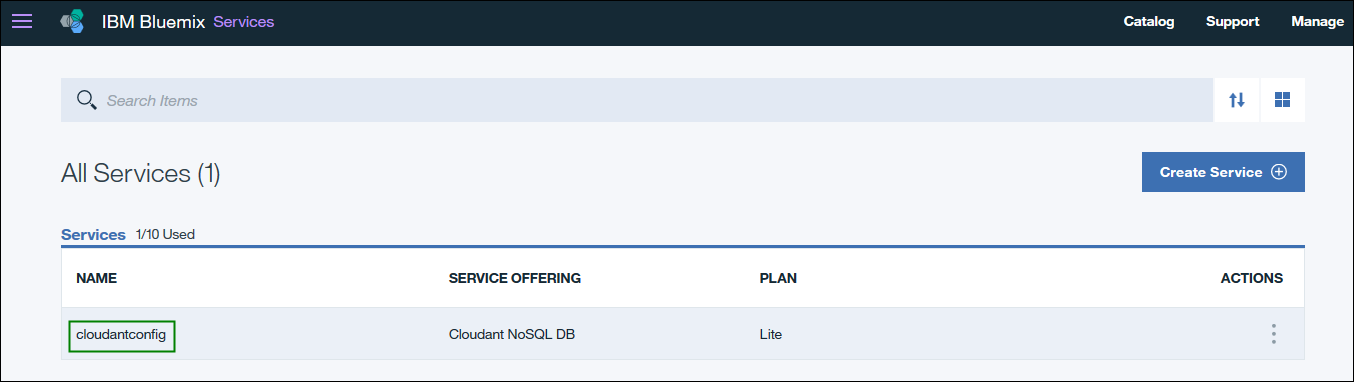 IBM Bluemix Services Catalog Support Manage
Search Items
All Services (1) Create Service
Services 1/10 Used
NAME SERVICE OFFERING PLAN ACTIONS
cloudantconfig Cloudant NoSQL DB Lite